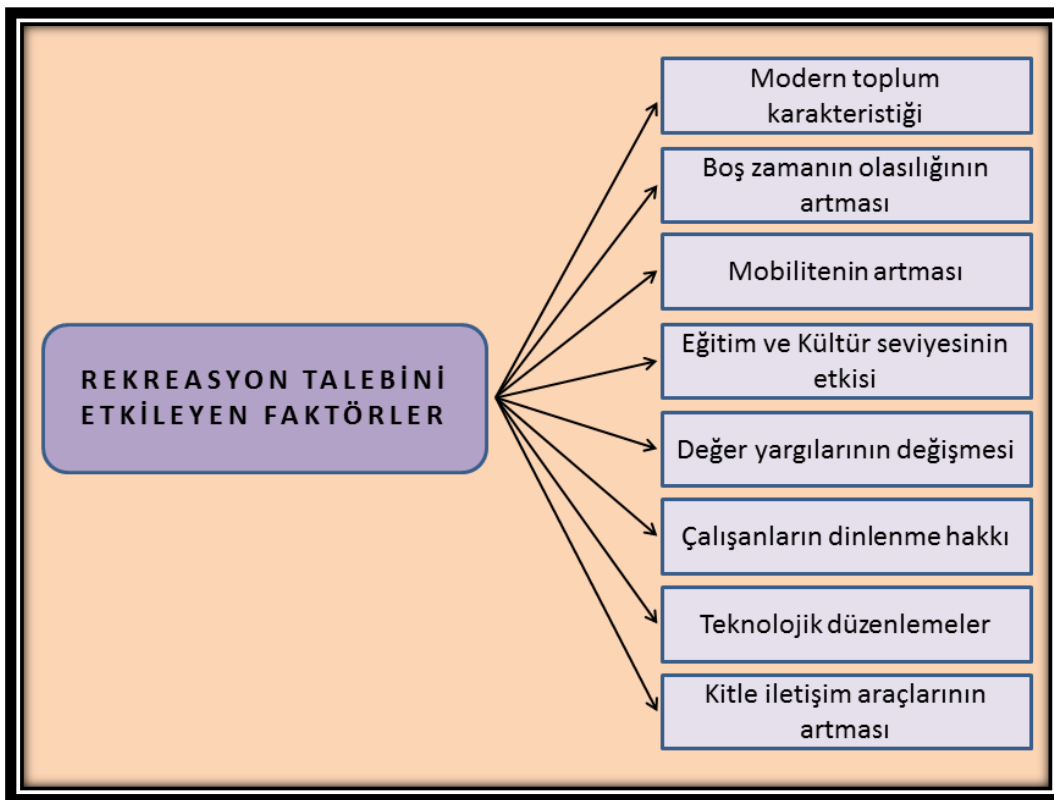 REKREASYON TALEBİNİ
ETKİLEYEN FAKTÖRLER
Modern toplum
karakteristiği
Boş zamanın olasılığının
artması
Mobilitenin artması
Eğitim ve Kültür seviyesinin
etkisi
Değer yargılarının değişmesi
Çalışanların dinlenme hakkı
Teknolojik düzenlemeler
Kitle iletişim araçlarının
artması